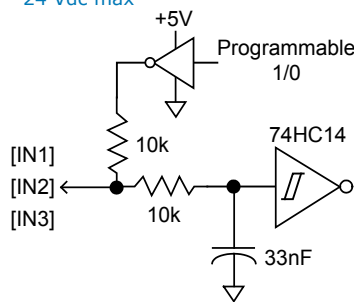 24 Vdc max
+5V
Programmable
1/0
74HC14
10k
[IN1]
[IN2]
[IN3]
10k
33nF